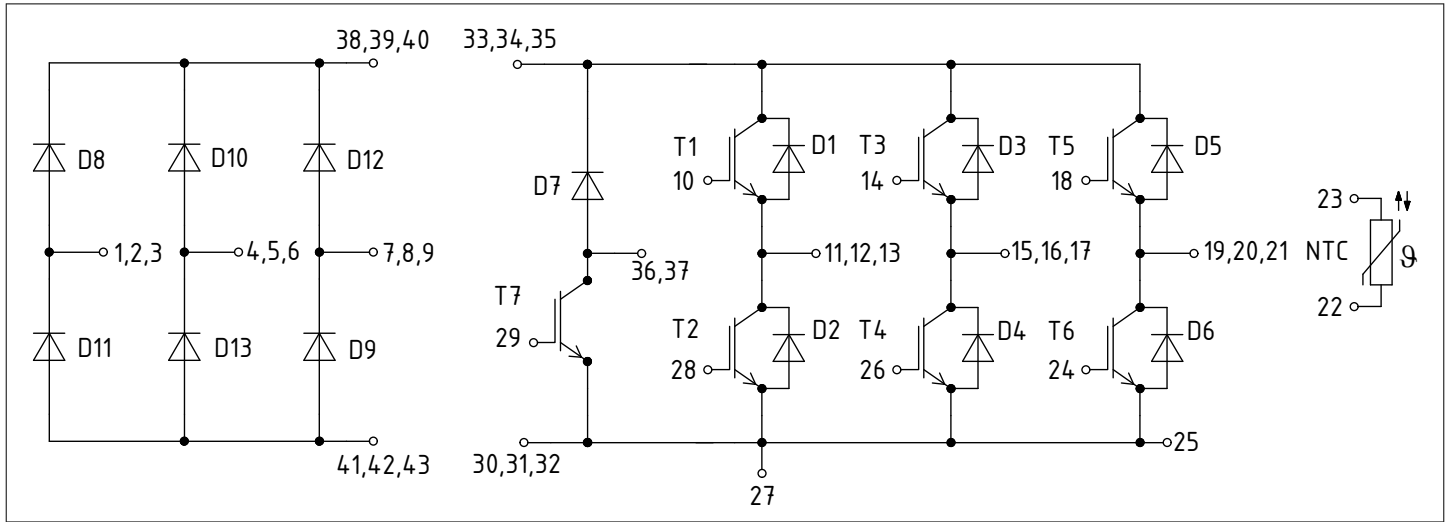 38,39,40
33,34,35
D8
D10
D12
D7
T1
10
D1
T3
14
D3
T5
18
D5
23
1,2,3
4,5,6
7,8,9
36,37
11,12,13
15,16,17
19,20,21
NTC
ϑ
22
D11
D13
D9
T7
29
T2
28
D2
T4
26
D4
T6
24
D6
41,42,43
30,31,32
27
25